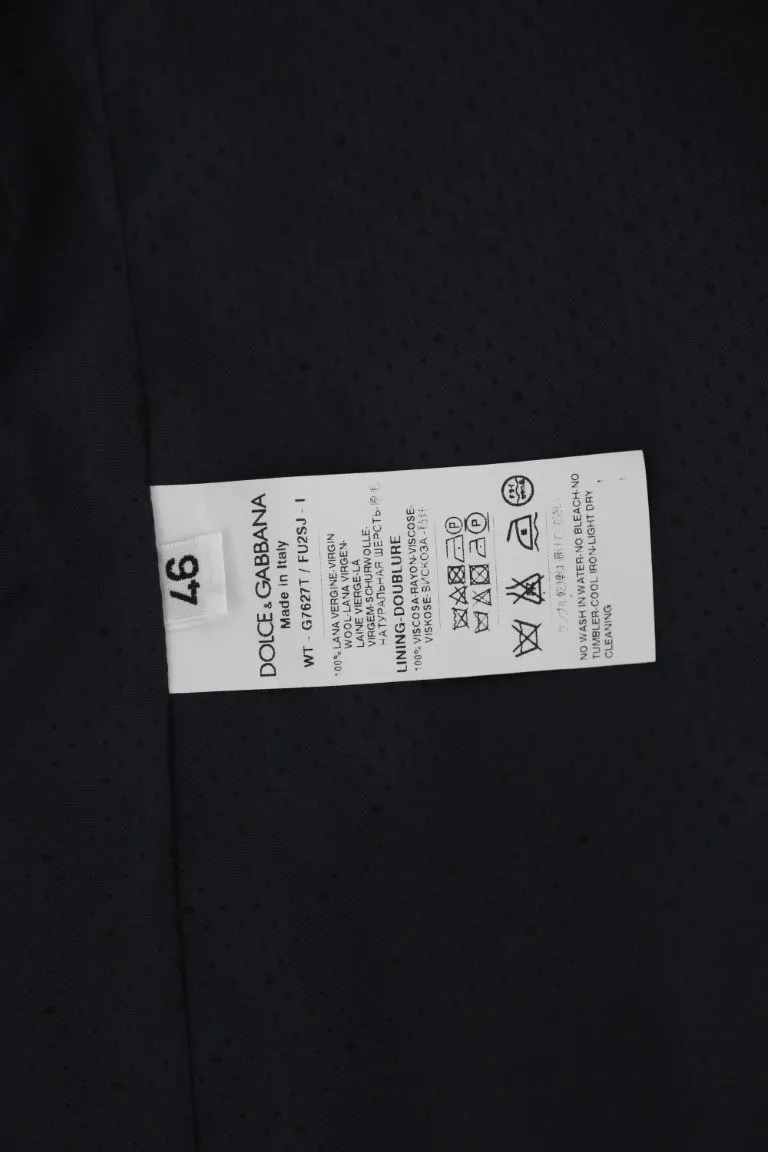 46
DOLCE & GABBANA
Made in Italy
WT - G7627T / FU2SJ - I
100% LANA VERGINE-VIRGIN
WOOL-LANA VIRGEN-
LAINE VIERGE-LÃ
VIRGEM-SCHURWOLLE-
НАТУРАЛЬНАЯ ШЕРСТЬ-
LINING-DOUBLURE
100% VISCOSA-RAYON-VISCOSE-
VISKOSE-ВИСКОЗА-
P
P
NO WASH IN WATER-NO BLEACH-NO
TUMBLER-COOL IRON-LIGHT DRY
CLEANING